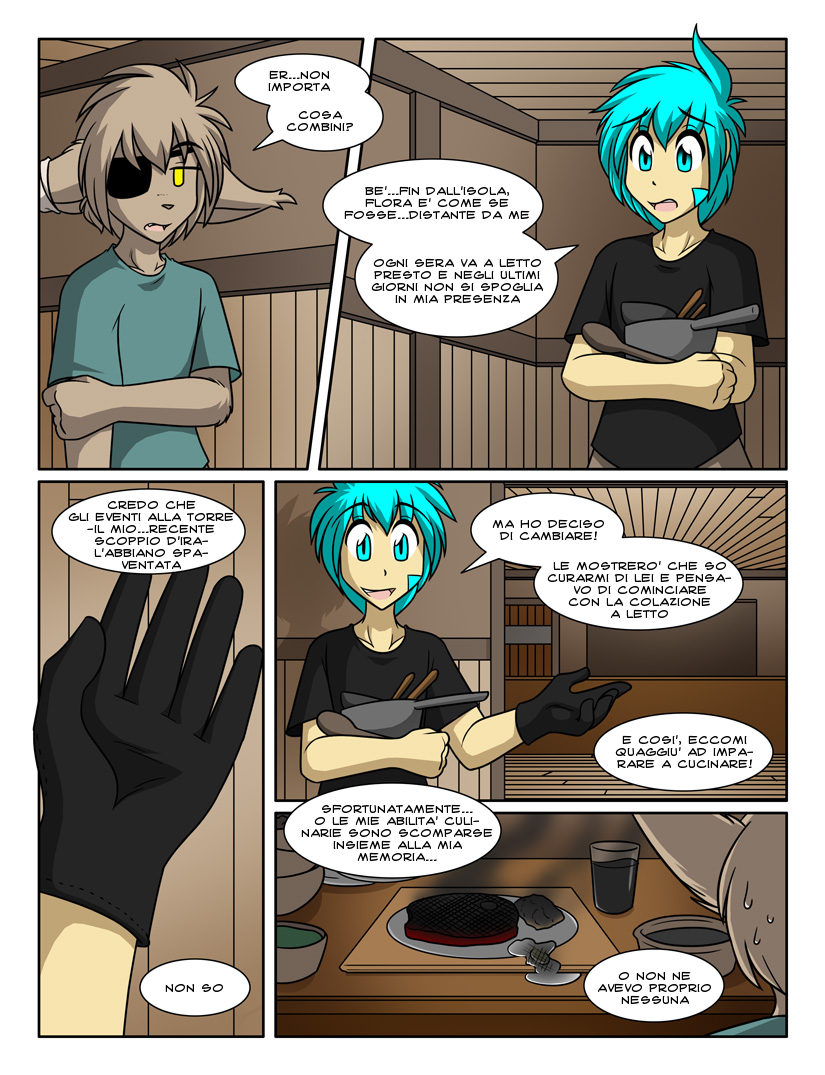 ER...NON
IMPORTA
COSA
COMBINI?
BE'...FIN DALL'ISOLA,
FLORA E' COME SE
FOSSE...DISTANTE DA ME
OGNI SERA VA A LETTO
PRESTO E NEGLI ULTIMI
GIORNI NON SI SPOGLIA
IN MIA PRESENZA
CREDO CHE
GLI EVENTI ALLA TORRE
-IL MIO...RECENTE
SCOPPIO D'IRA-
L'ABBIANO SPA-
VENTATA
NON SO
MA HO DECISO
DI CAMBIARE!
LE MOSTRERO' CHE SO
CURARMI DI LEI E PENSA-
VO DI COMINCIARE
CON LA COLAZIONE
A LETTO
E COSI', ECCOMI
QUAGGIU' AD IMPA-
RARE A CUCINARE!
SFORTUNATAMENTE...
O LE MIE ABILITA' CULI-
NARIE SONO SCOMPARSE
INSIEME ALLA MIA
MEMORIA...
O NON NE
AVEVO PROPRIO
NESSUNA